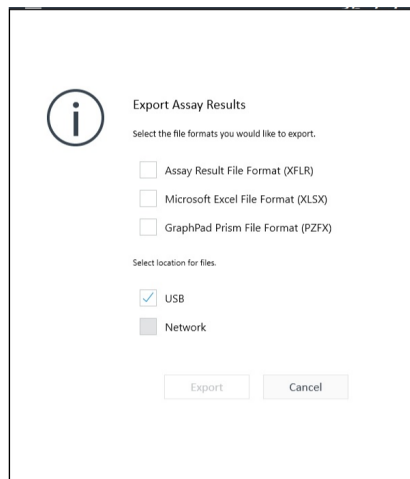 Export Assay Results
Select the file formats you would like to export.
Assay Result File Format (XFLR)
Microsoft Excel File Format (XLSX)
GraphPad Prism File Format (PZFX)
Select location for files.
USB
Network
Export
Cancel